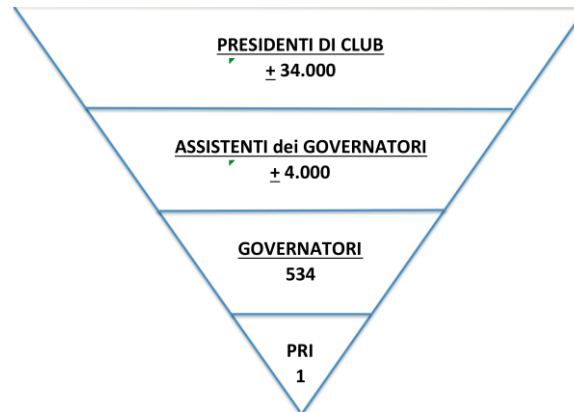 PRESIDENTI DI CLUB
± 34.000
ASSISTENTI dei GOVERNATORI
± 4.000
GOVERNATORI
534
PRI
1